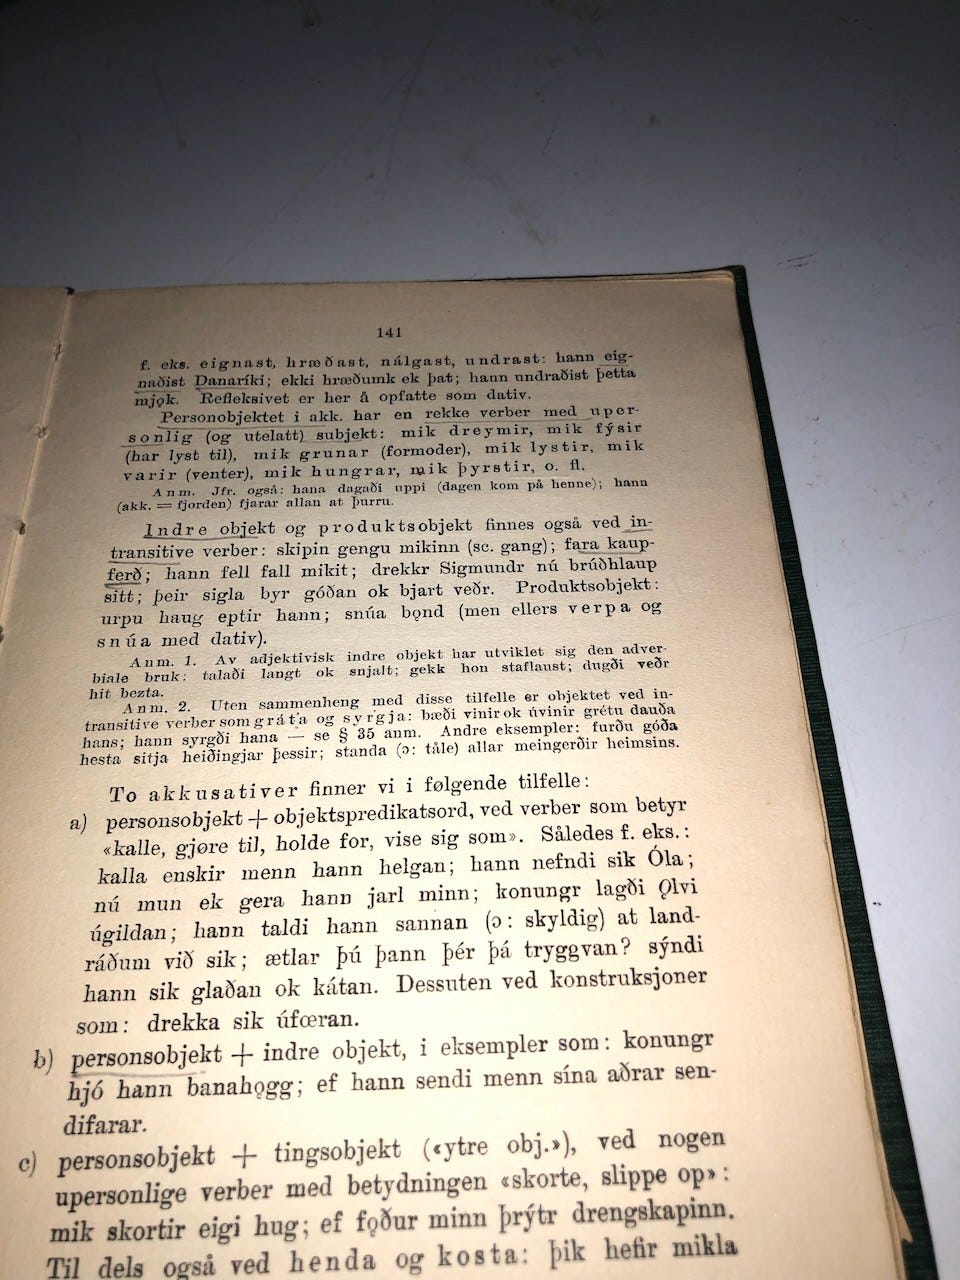 141
f. eks. eignast, hræðast, nálgast, undrast: hann eig-
naðist Danaríki; ekki hræðumk ek þat; hann undraðist þetta
mjǫk. Refleksivet er her å opfatte som dativ.
Personobjektet i akk. har en rekke verber med uper-
sonlig (og utelatt) subjekt: mik dreymir, mik fýsir
(har lyst til), mik grunar (formoder), mik lystir, mik
varir (venter), mik hungrar, mik þyrstir, o. fl.
Anm. Jfr. også: hana dagaði uppi (dagen kom på henne); hann
(akk. = fjorden) fjarar allan at þurru.
Indre objekt og produktsobjekt finnes også ved in-
transitive verber: skipin gengu mikinn (sc. gang); fara kaup-
ferð; hann fell fall mikit; drekkr Sigmundr nú brúðhlaup
sitt; þeir sigla byr góðan ok bjart veðr. Produktsobjekt:
urpu haug eptir hann; snúa bǫnd (men ellers verpa og
snúa med dativ).
Anm. 1. Av adjektivisk indre objekt har utviklet sig den adver-
biale bruk: talaði langt ok snjalt; gekk hon staflaust; dugði veðr
hit bezta.
Anm. 2. Uten sammenheng med disse tilfelle er objektet ved in-
transitive verber som gráta og syrgja: bæði vinir ok úvinir grétu dauða
hans; hann syrgði hana — se § 35 anm. Andre eksempler: furðu góða
hesta sitja heiðingjar þessir; standa (ɔ: tåle) allar meingerðir heimsins.
To akkusativer finner vi i følgende tilfelle:
a) personsobjekt + objektspredikatsord, ved verber som betyr
«kalle, gjøre til, holde for, vise sig som». Således f. eks.:
kalla enskir menn hann helgan; hann nefndi sik Óla;
nú mun ek gera hann jarl minn; konungr lagði Ǫlvi
úgildan; hann taldi hann sannan (ɔ: skyldig) at land-
ráðum við sik; ætlar þú þann þér þá tryggvan? sýndi
hann sik glaðan ok kátan. Dessuten ved konstruksjoner
som: drekka sik úfœran.
b) personsobjekt + indre objekt, i eksempler som: konungr
hjó hann banahǫgg; ef hann sendi menn sína aðrar sen-
difarar.
c) personsobjekt + tingsobjekt («ytre obj.»), ved nogen
upersonlige verber med betydningen «skorte, slippe op»:
mik skortir eigi hug; ef fǫður minn þrýtr drengskapinn.
Til dels også ved henda og kosta: þik hefir mikla